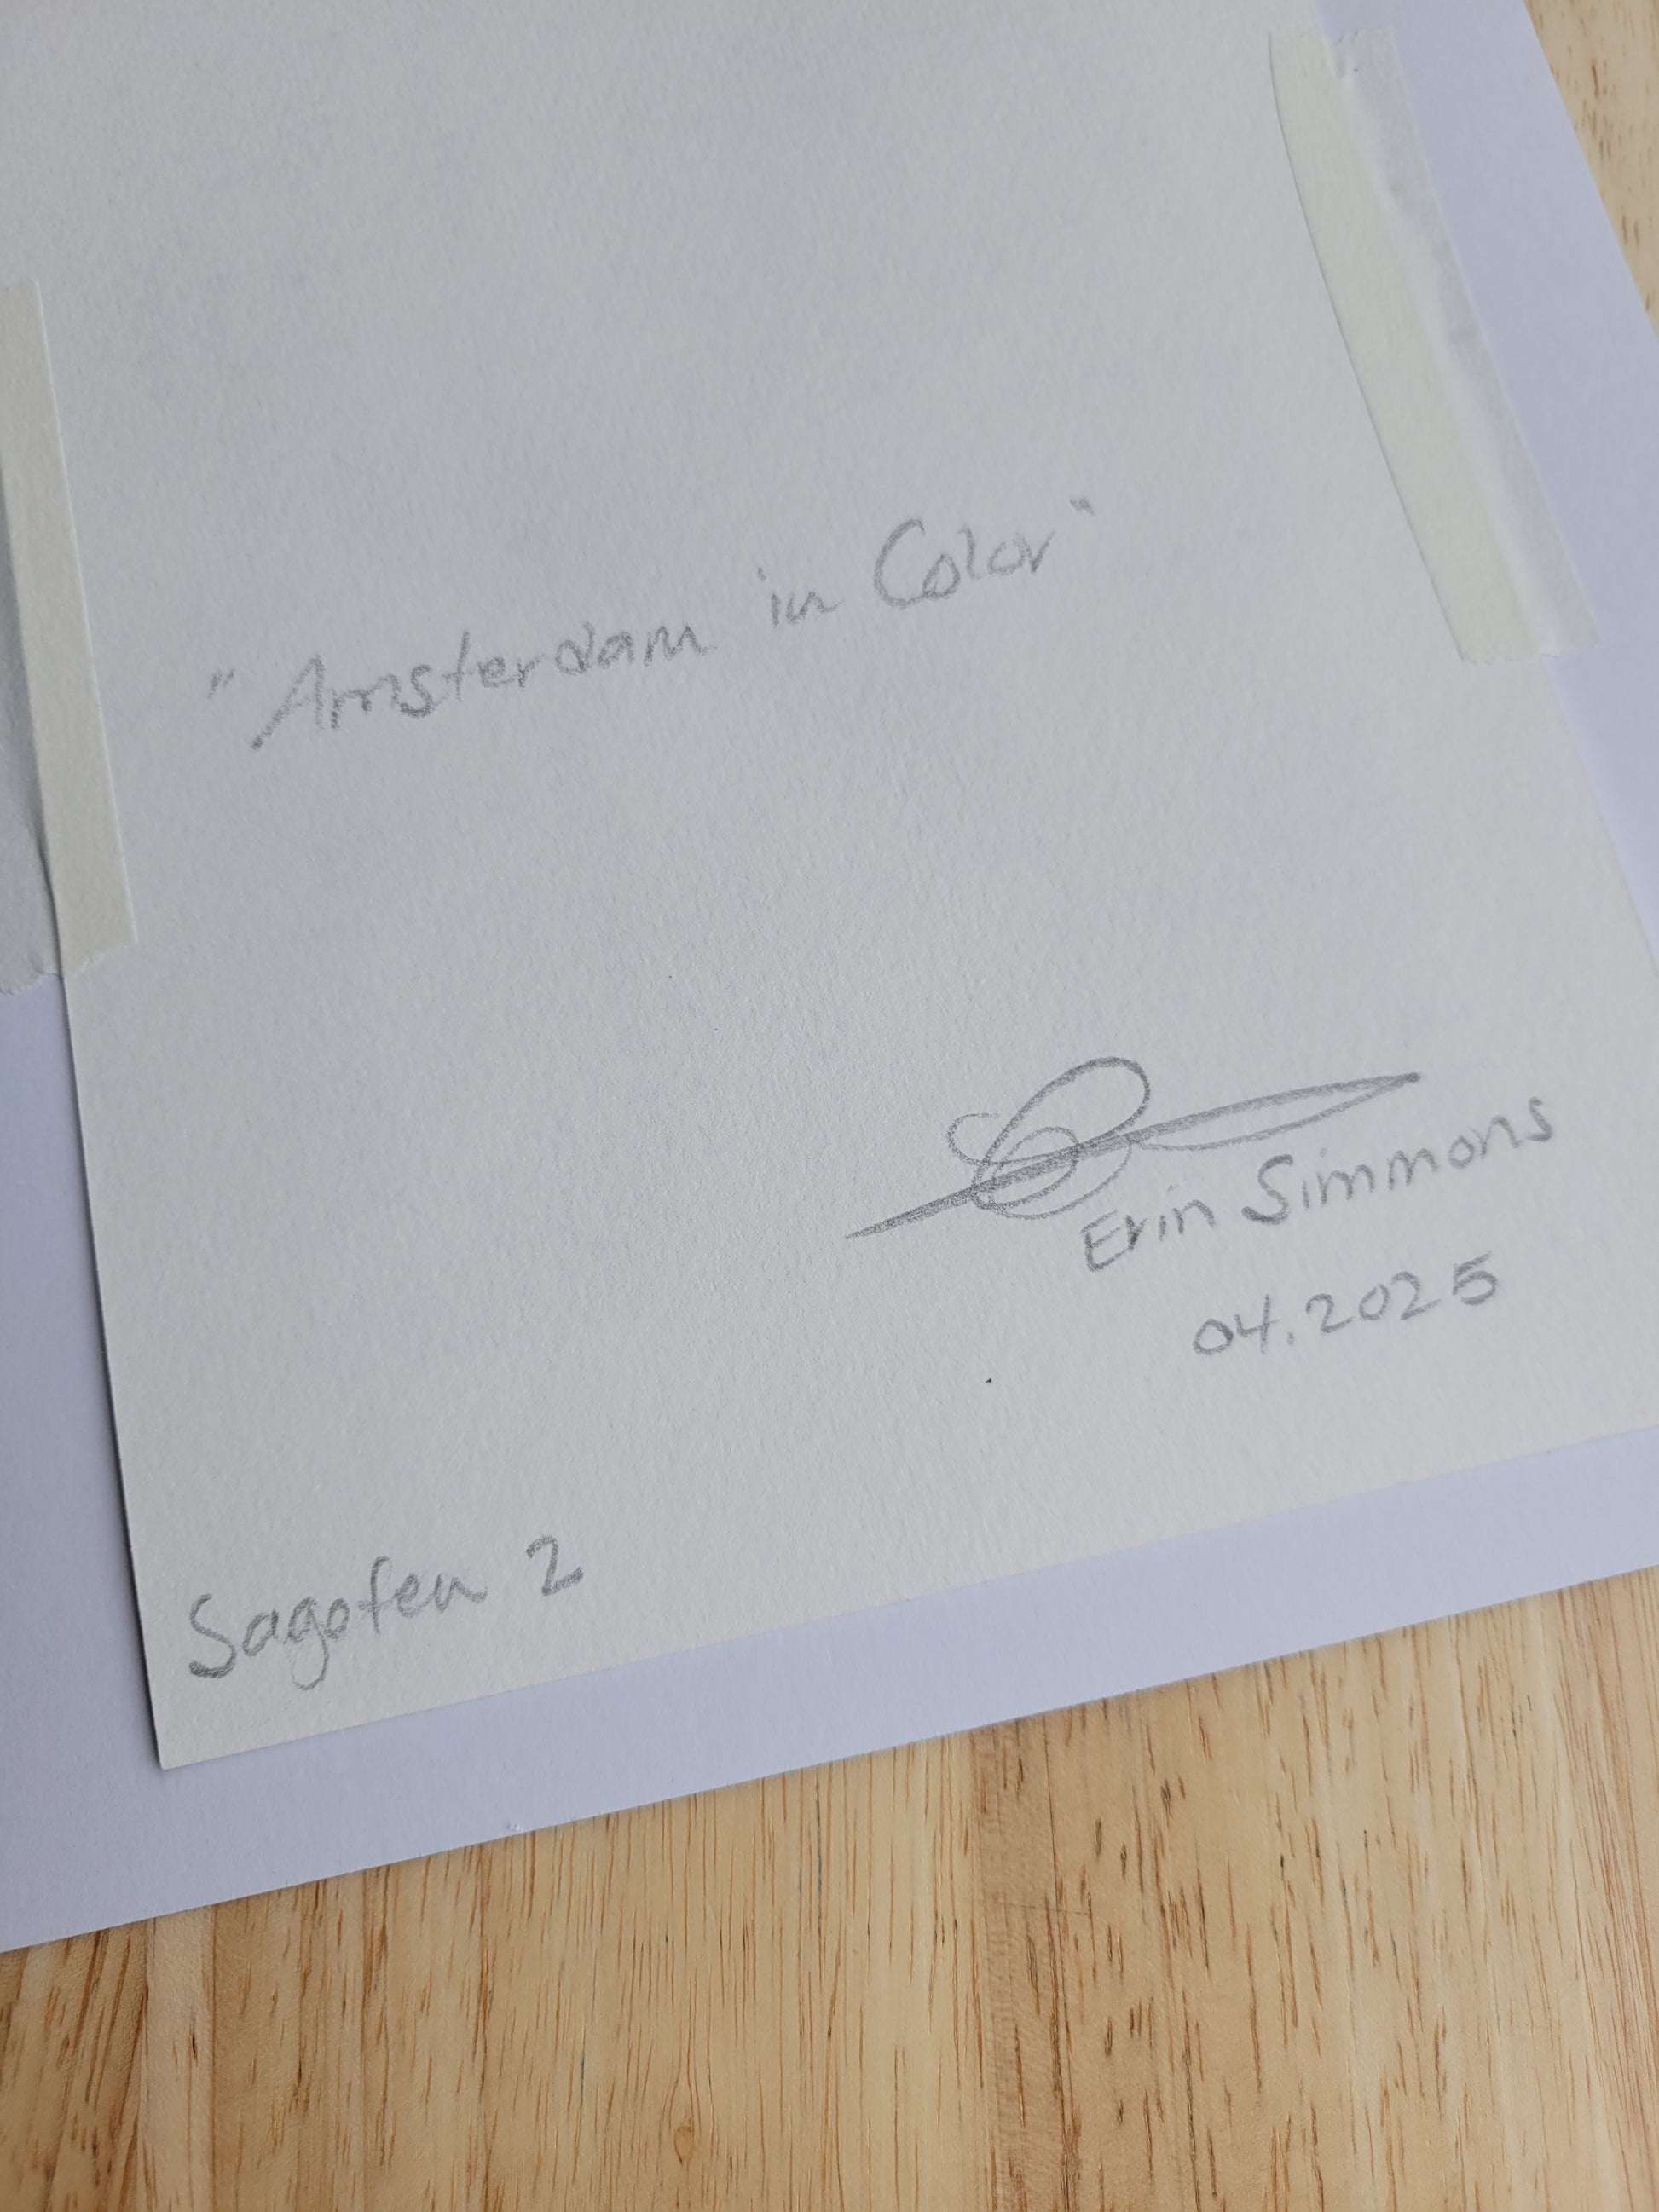 "Amsterdam in Color"
Erin Simmons
04.2025
Sagofen 2